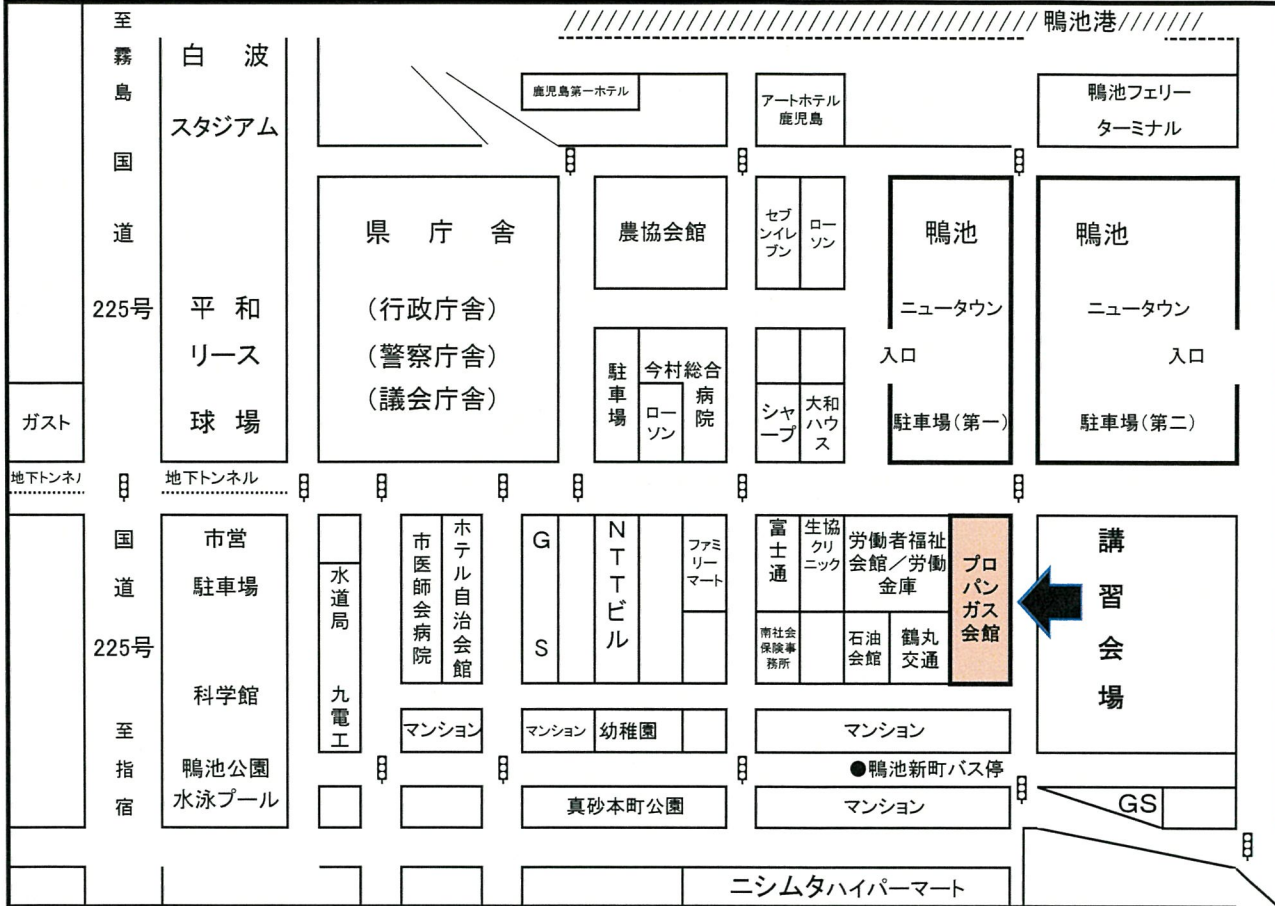 鴨池港
至霧島
国道
225号
白波
スタジアム
平和
リース
球場
鹿児島第一ホテル
アートホテル
鹿児島
鴨池フェリー
ターミナル
県庁舎
(行政庁舎)
(警察庁舎)
(議会庁舎)
農協会館
セブンイレブン
ローソン
鴨池
ニュータウン
入口
駐車場(第一)
鴨池
ニュータウン
入口
駐車場(第二)
駐車場
今村総合
病院
ローソン
シャープ
大和ハウス
ガスト
地下トンネル
地下トンネル
国道
225号
至指宿
市営
駐車場
科学館
鴨池公園
水泳プール
水道局
九電工
市医師会病院
ホテル自治会館
GS
NTTビル
ファミリーマート
富士通
生協クリニック
労働者福祉
会館/労働
金庫
プロパンガス会館
講習会場
南社会
保険事
務所
石油
会館
鶴丸
交通
マンション
マンション
幼稚園
マンション
●鴨池新町バス停
真砂本町公園
マンション
GS
ニシムタハイパーマート